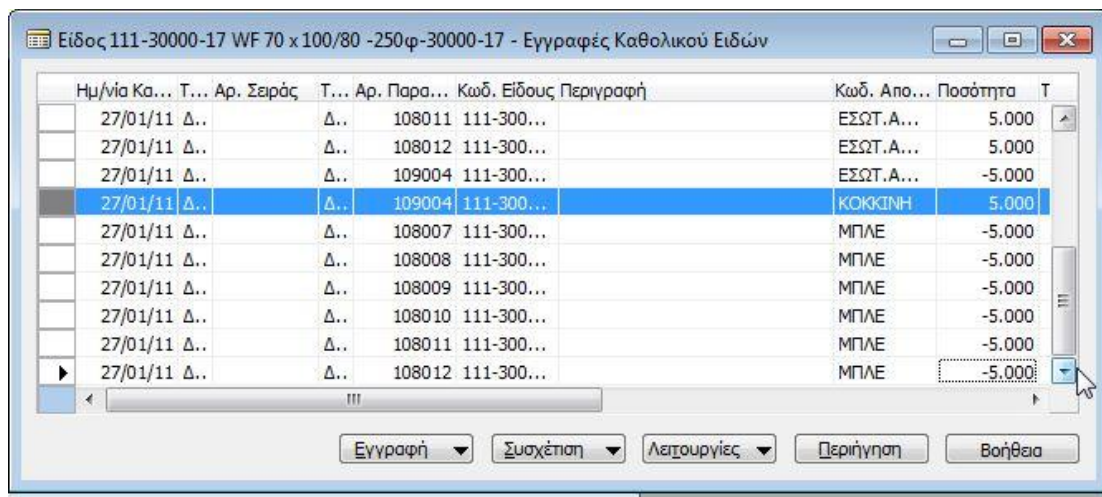 Είδος 111-30000-17 WF 70 x 100/80 -250φ-30000-17 - Εγγραφές Καθολικού Ειδών
Ημ/νία Κα... Τ... Αρ. Σειράς Τ... Αρ. Παρα... Κωδ. Είδους Περιγραφή Κωδ. Απο... Ποσότητα Τ
27/01/11 Δ.. Δ.. 108011 111-300... ΕΣΩΤ.Α... 5.000
27/01/11 Δ.. Δ.. 108012 111-300... ΕΣΩΤ.Α... 5.000
27/01/11 Δ.. Δ.. 109004 111-300... ΕΣΩΤ.Α... -5.000
27/01/11 Δ.. Δ.. 109004 111-300... ΚΟΚΚΙΝΗ 5.000
27/01/11 Δ.. Δ.. 108007 111-300... ΜΠΛΕ -5.000
27/01/11 Δ.. Δ.. 108008 111-300... ΜΠΛΕ -5.000
27/01/11 Δ.. Δ.. 108009 111-300... ΜΠΛΕ -5.000
27/01/11 Δ.. Δ.. 108010 111-300... ΜΠΛΕ -5.000
27/01/11 Δ.. Δ.. 108011 111-300... ΜΠΛΕ -5.000
27/01/11 Δ.. Δ.. 108012 111-300... ΜΠΛΕ -5.000
Εγγραφή Συσχέτιση Λειτουργίες Περιήγηση Βοήθεια